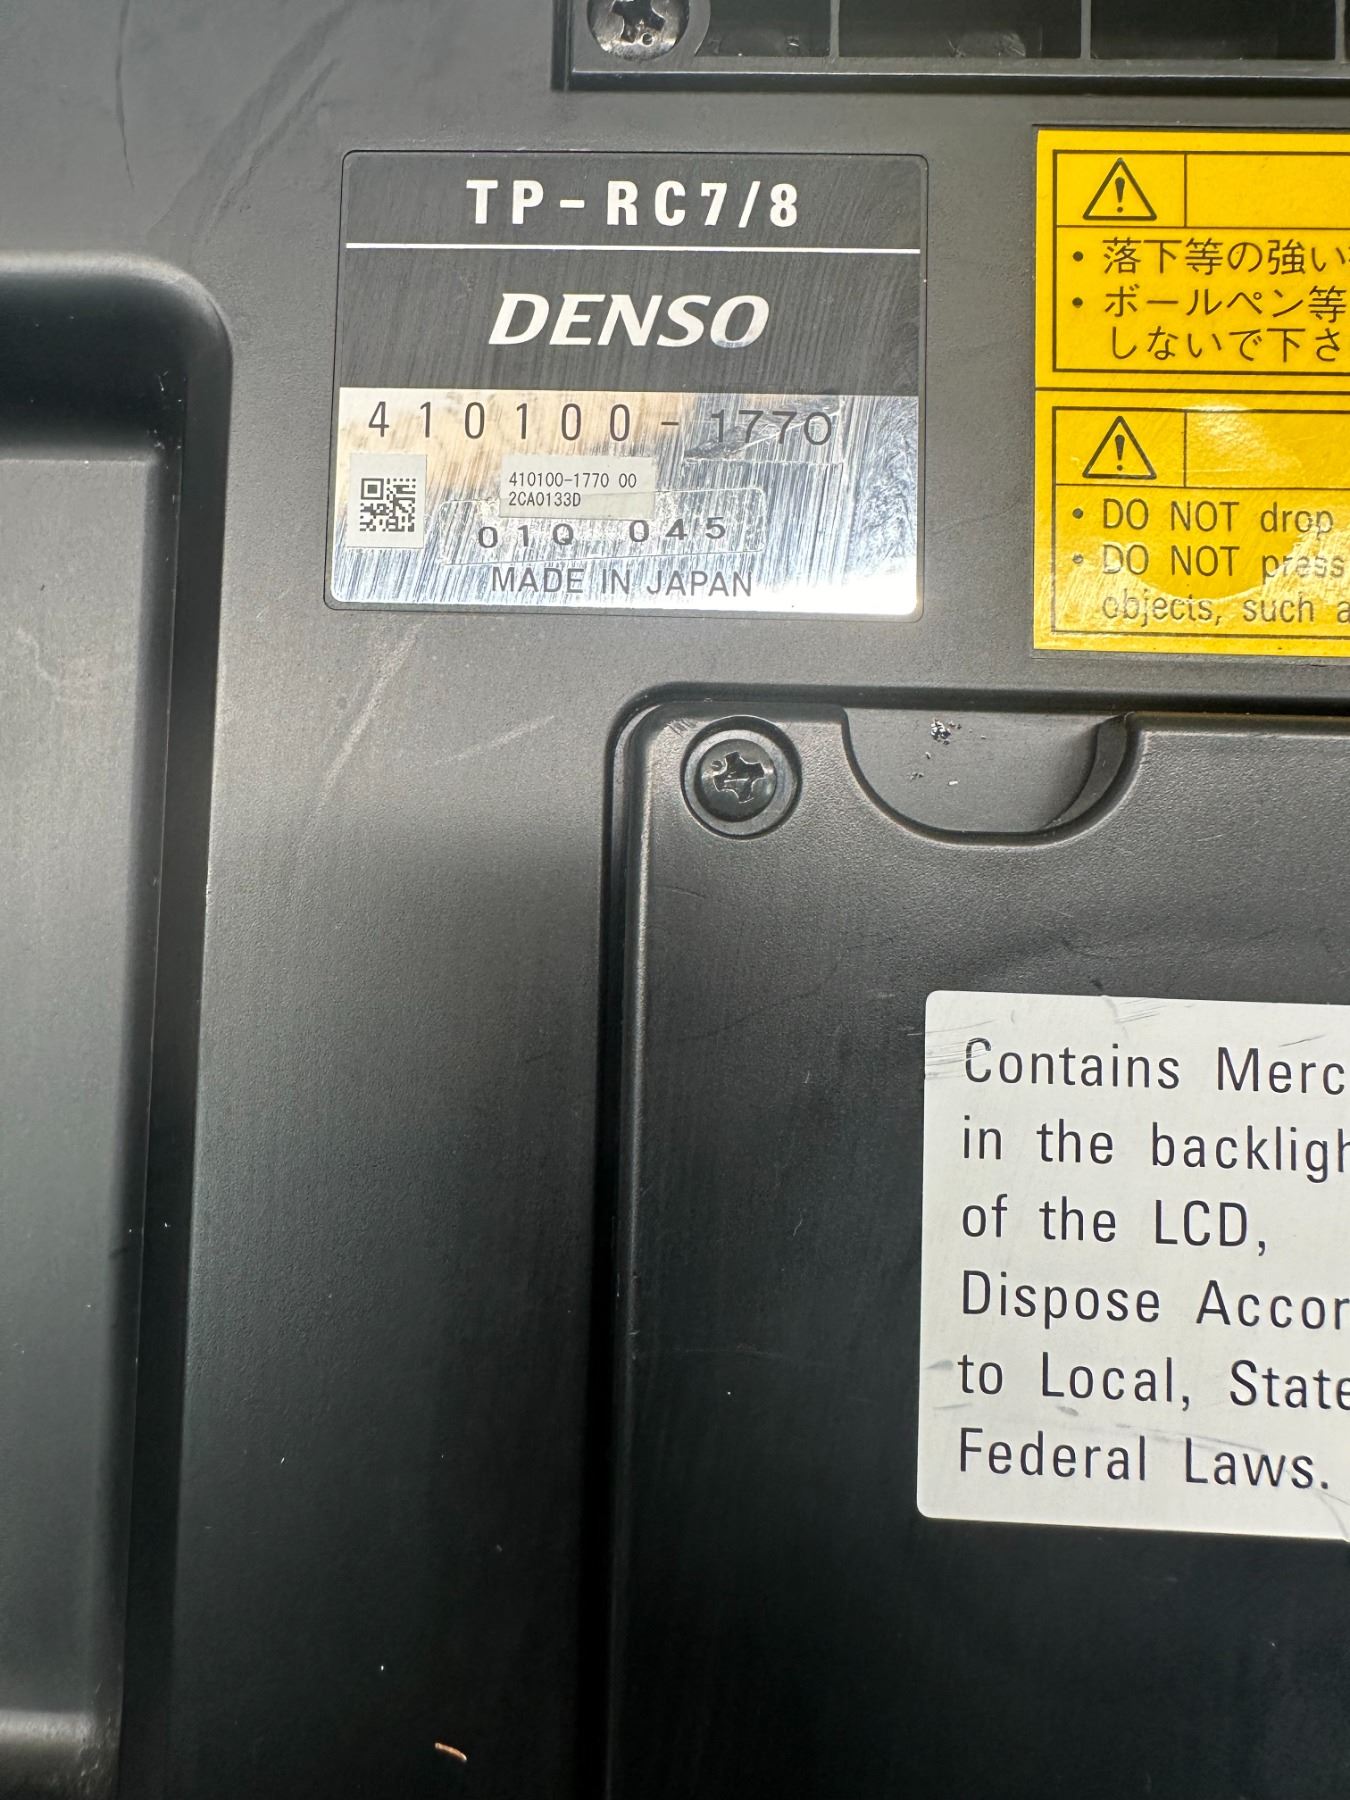 TP-RC7/8
DENSO
410100-1770
410100-1770 00
2CA0133D
01Q 045
MADE IN JAPAN
・落下等の強い
・ボールペン等
しないで下さ
・DO NOT drop
・DO NOT press
objects, such a
Contains Merc
in the backligh
of the LCD,
Dispose Accor
to Local, State
Federal Laws.